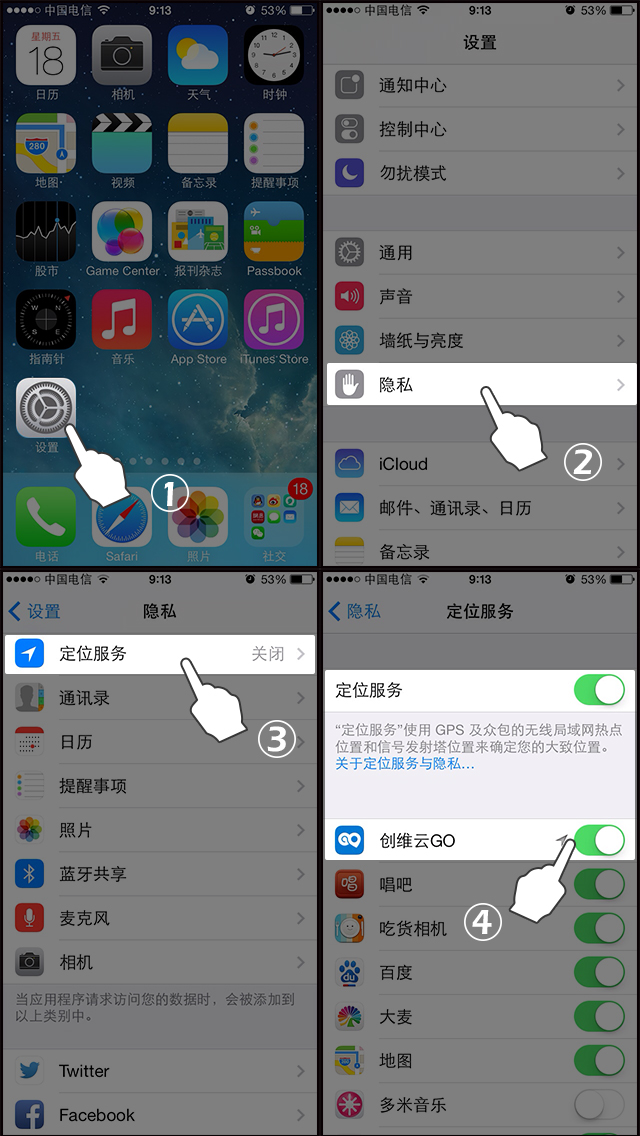 中国电信 9:13 53%
星期五
18
日历 相机 天气 时钟
280
地图 视频 备忘录 提醒事项
股市 Game Center 报刊杂志 Passbook
N
W E
S
指南针 音乐 App Store iTunes Store
设置
①
18
电话 Safari 照片 社交
中国电信 9:13 53%
设置
通知中心
控制中心
勿扰模式
通用
声音
墙纸与亮度
隐私
②
iCloud
邮件、通讯录、日历
备忘录
中国电信 9:13 53%
设置 隐私
定位服务 关闭
通讯录
③
日历
提醒事项
照片
蓝牙共享
麦克风
相机
当应用程序请求访问您的数据时，会被添加到
以上类别中。
Twitter
Facebook
中国电信 9:13 53%
隐私 定位服务
定位服务
“定位服务”使用 GPS 及众包的无线局域网热点
位置和信号发射塔位置来确定您的大致位置。
关于定位服务与隐私…
创维云GO
唱吧
④
吃货相机
du
百度
大麦
地图
多米音乐